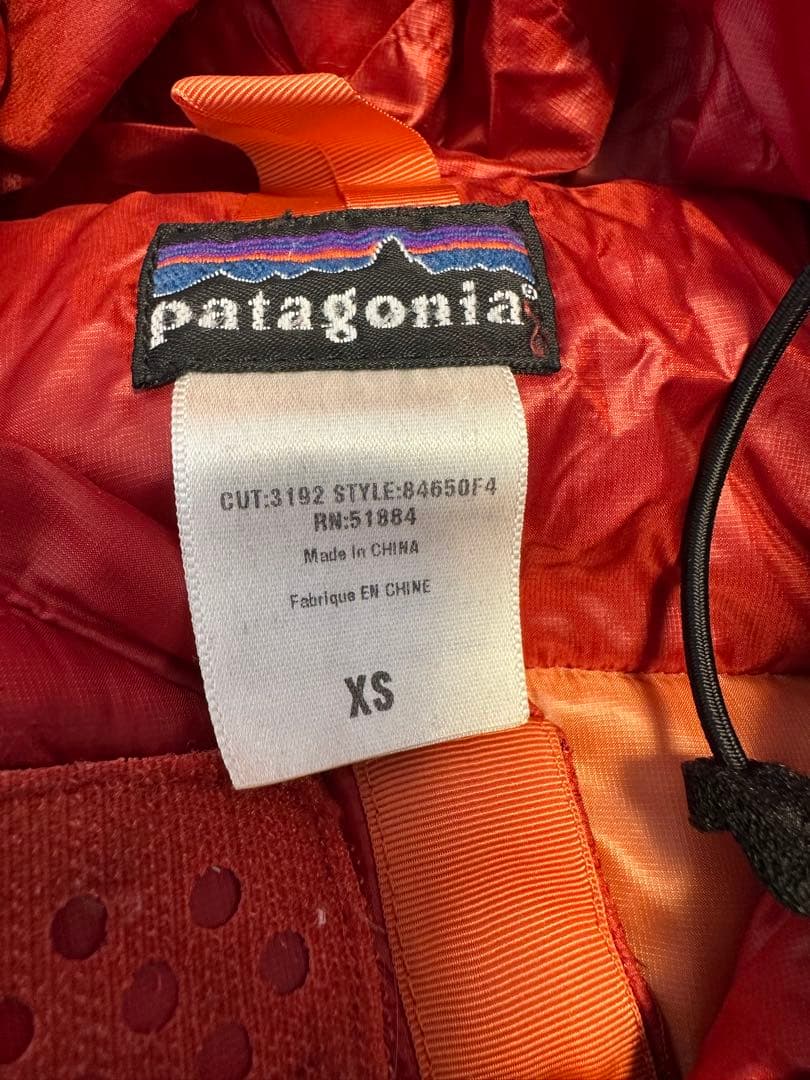 patagonia®
CUT:3192 STYLE:84650F4
RN:51884
Made in CHINA
Fabrique EN CHINE
XS